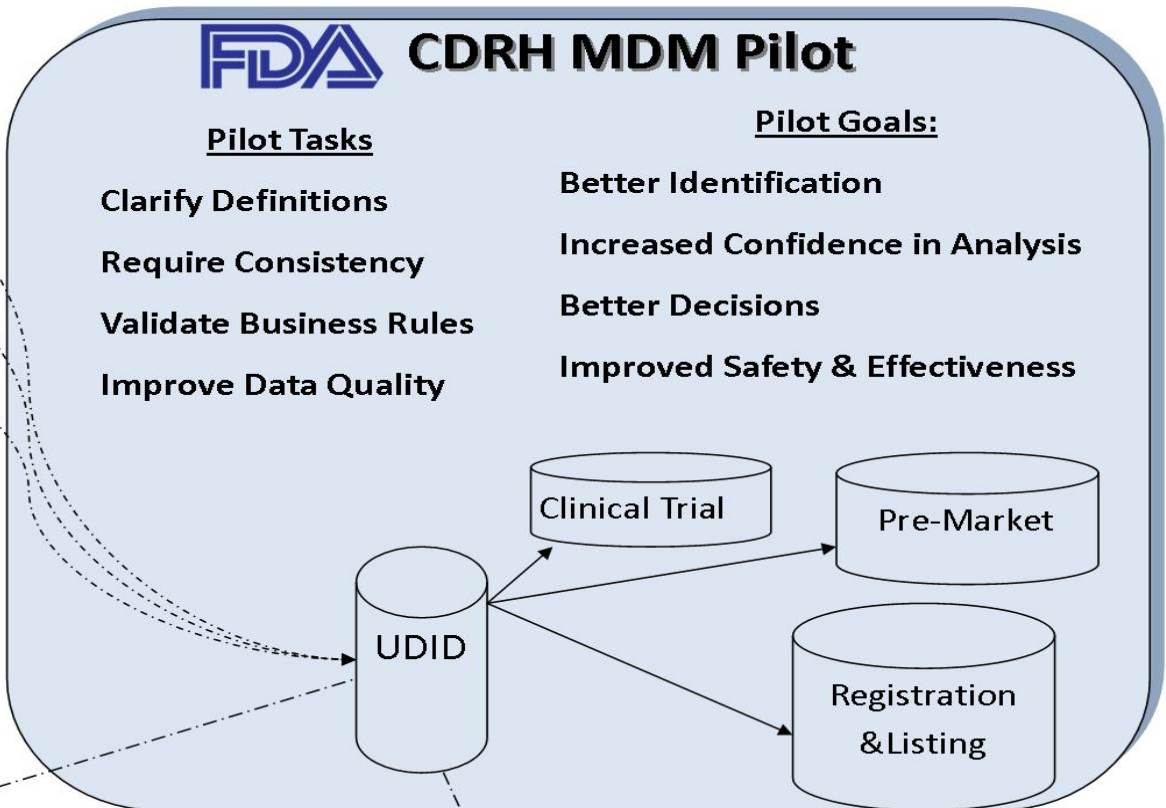 FDA CDRH MDM Pilot
Pilot Tasks
Clarify Definitions
Require Consistency
Validate Business Rules
Improve Data Quality
Pilot Goals:
Better Identification
Increased Confidence in Analysis
Better Decisions
Improved Safety & Effectiveness
Clinical Trial
Pre-Market
UDID
Registration
&Listing